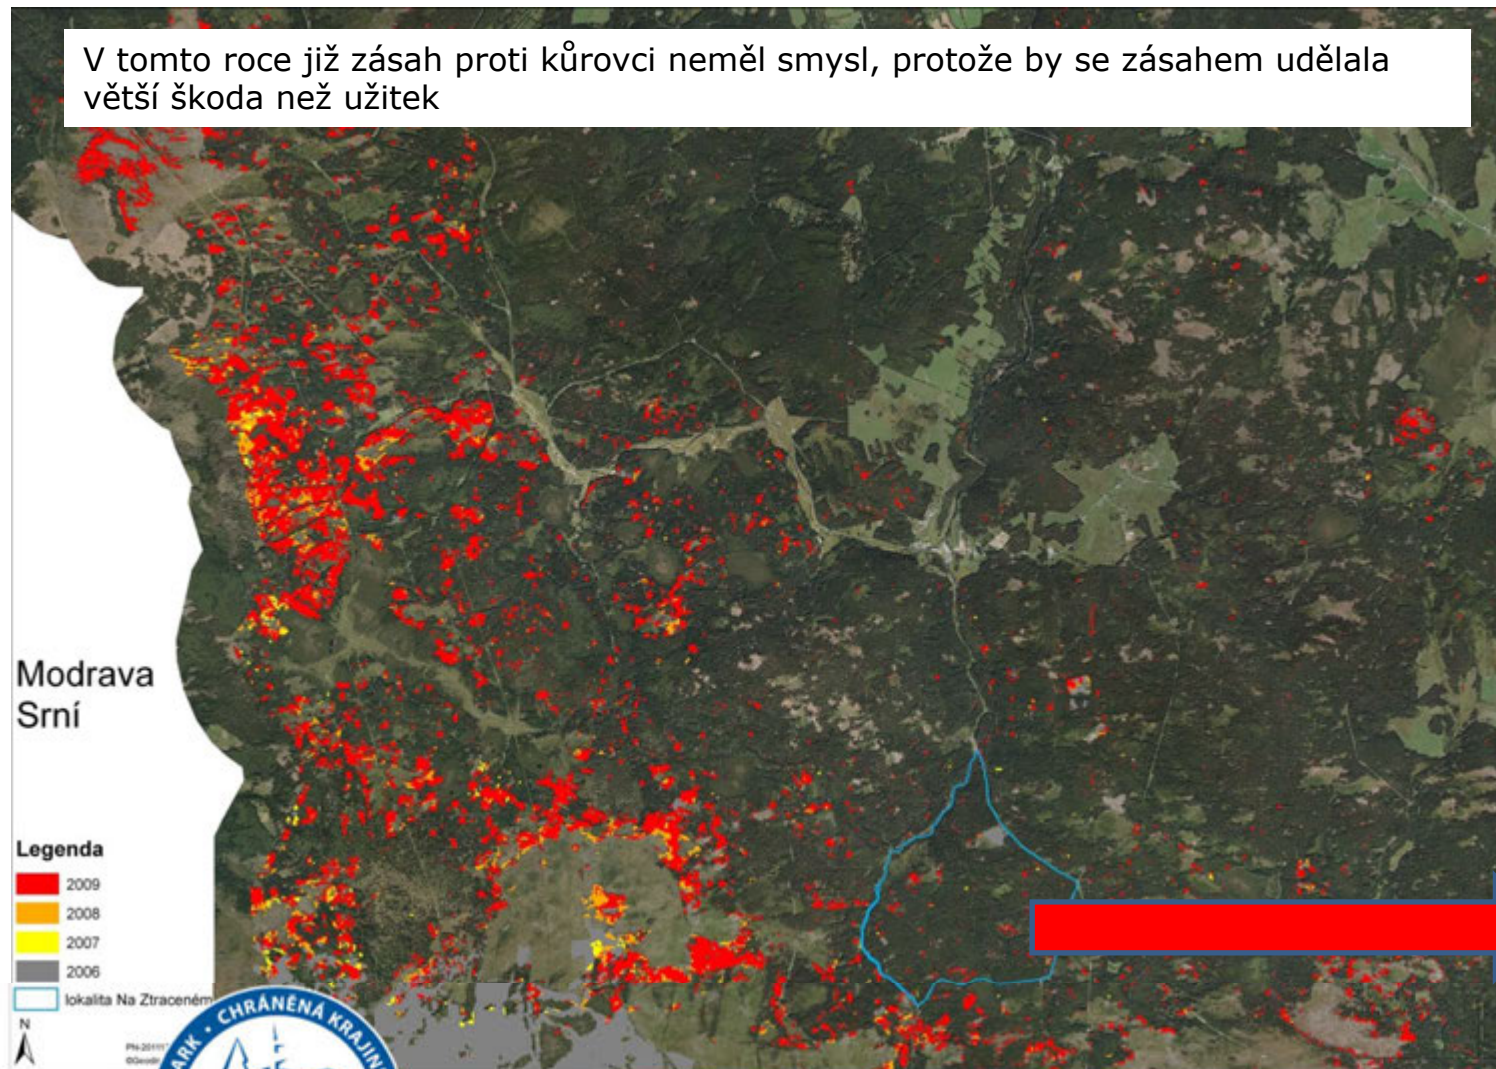 V tomto roce již zásah proti kůrovci neměl smysl, protože by se zásahem udělala
větší škoda než užitek
Modrava
Srní
Legenda
2009
2008
2007
2006
lokalita Na Ztraceném
N
CHRÁNĚNÁ KRAJIN